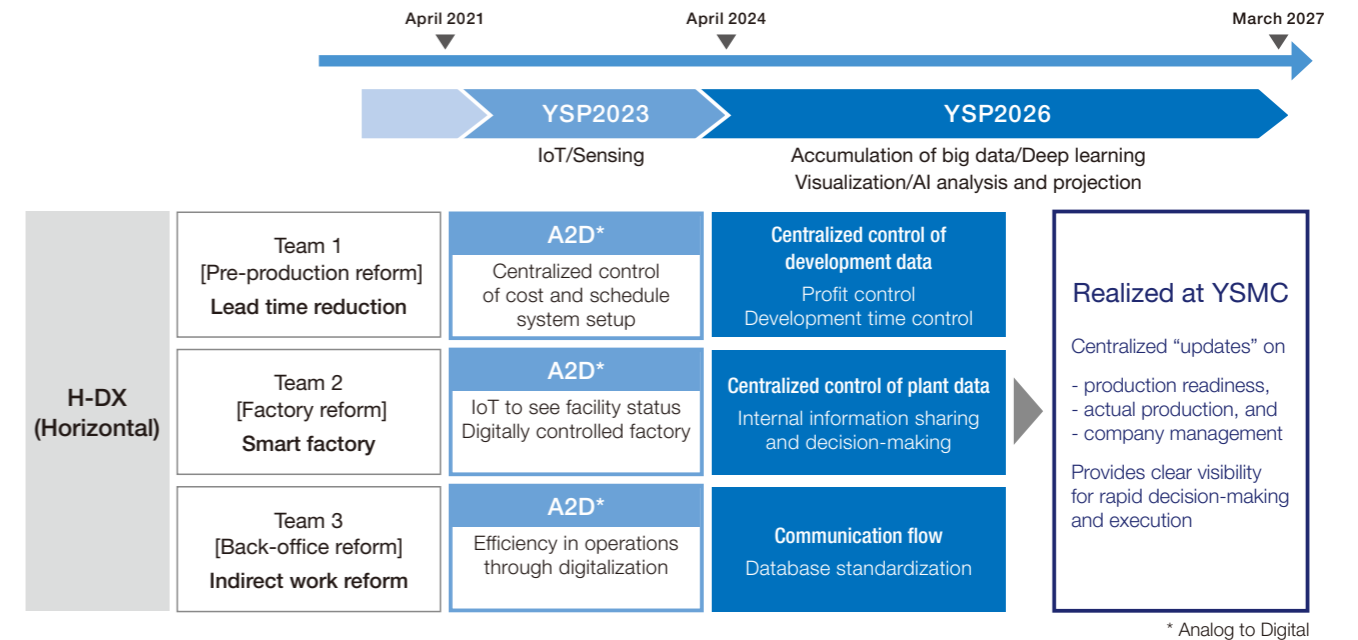 April 2021
April 2024
March 2027
YSP2023
YSP2026
IoT/Sensing
Accumulation of big data/Deep learning
Visualization/AI analysis and projection
H-DX
(Horizontal)
Team 1
[Pre-production reform]
Lead time reduction
A2D*
Centralized control
of cost and schedule
system setup
Centralized control of
development data
Profit control
Development time control
Team 2
[Factory reform]
Smart factory
A2D*
IoT to see facility status
Digitally controlled factory
Centralized control of plant data
Internal information sharing
and decision-making
Team 3
[Back-office reform]
Indirect work reform
A2D*
Efficiency in operations
through digitalization
Communication flow
Database standardization
Realized at YSMC
Centralized “updates” on
- production readiness,
- actual production, and
- company management
Provides clear visibility
for rapid decision-making
and execution
* Analog to Digital